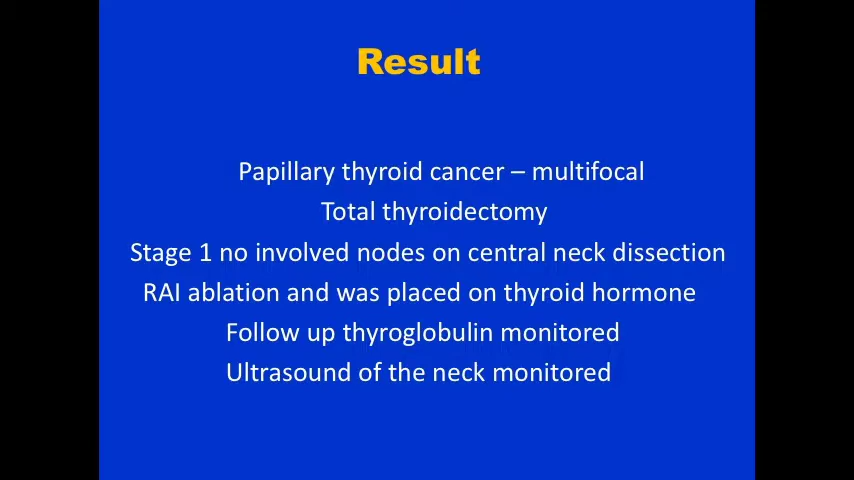 Result
Papillary thyroid cancer – multifocal
Total thyroidectomy
Stage 1 no involved nodes on central neck dissection
RAI ablation and was placed on thyroid hormone
Follow up thyroglobulin monitored
Ultrasound of the neck monitored